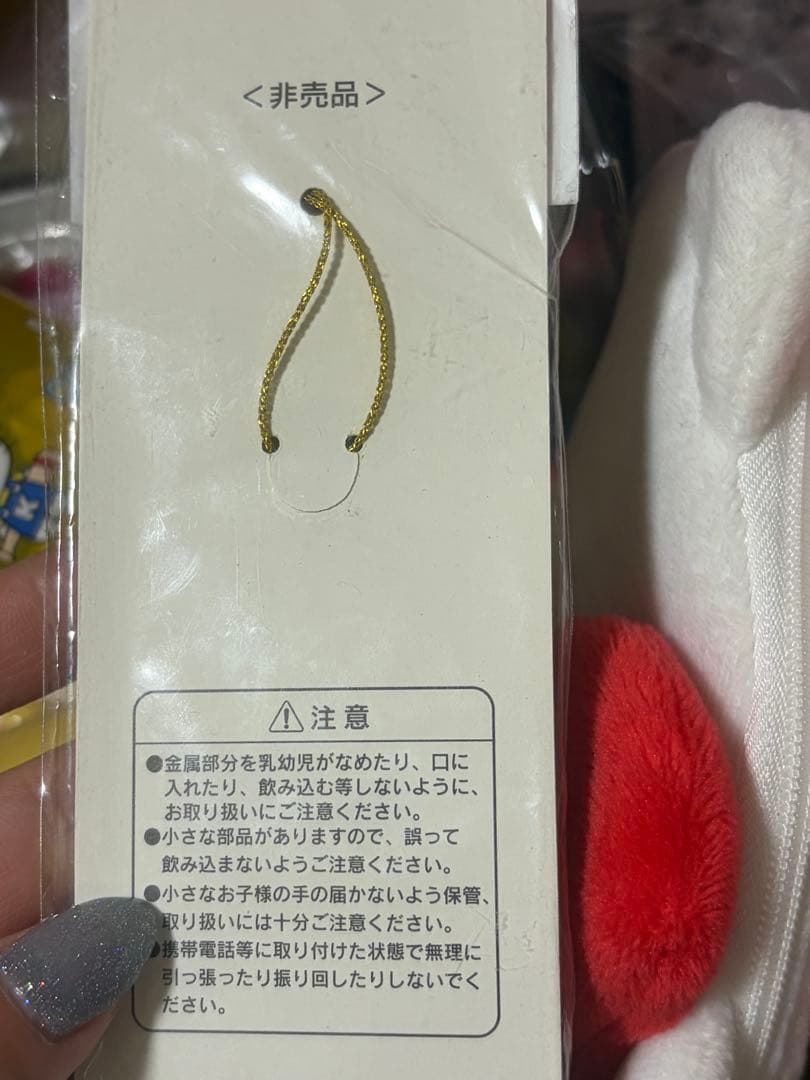 ＜非売品＞
⚠注意
●金属部分を乳幼児がなめたり、口に
入れたり、飲み込む等しないように、
お取り扱いにご注意ください。
●小さな部品がありますので、誤って
飲み込まないようご注意ください。
●小さなお子様の手の届かないよう保管、
取り扱いには十分ご注意ください。
●携帯電話等に取り付けた状態で無理に
引っ張ったり振り回したりしないでく
ださい。
K